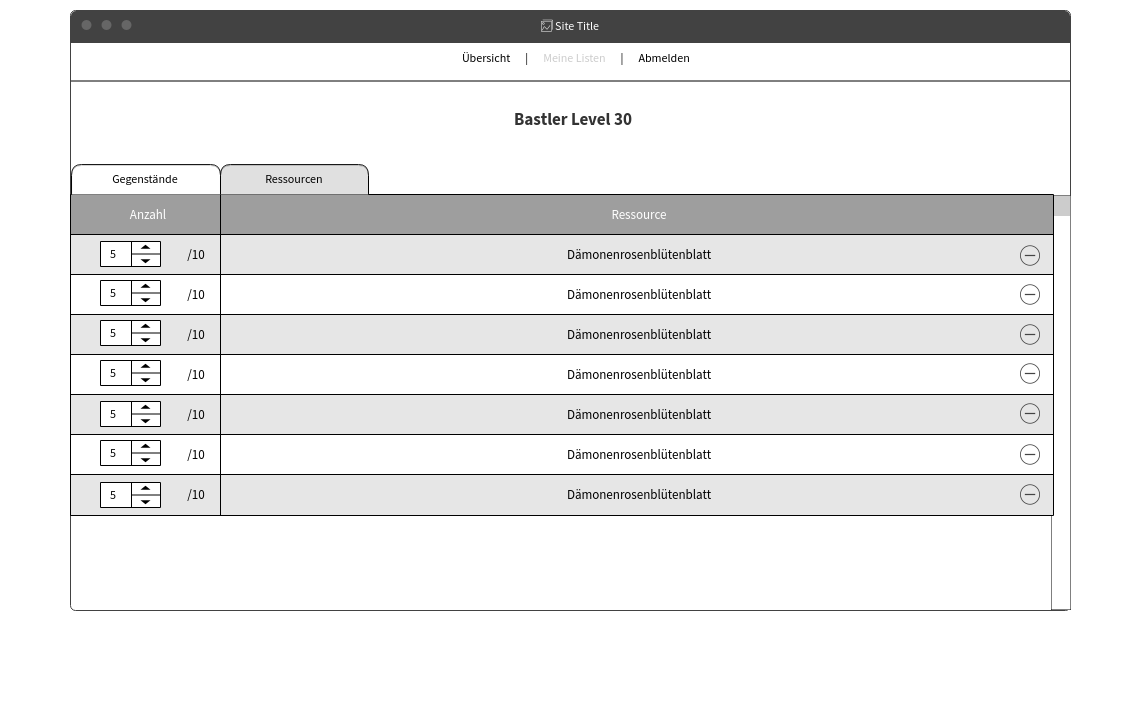 Site Title
Übersicht | Meine Listen | Abmelden
Bastler Level 30
Gegenstände Ressourcen
Anzahl Ressource
5 /10 Dämonenrosenblütenblatt
5 /10 Dämonenrosenblütenblatt
5 /10 Dämonenrosenblütenblatt
5 /10 Dämonenrosenblütenblatt
5 /10 Dämonenrosenblütenblatt
5 /10 Dämonenrosenblütenblatt
5 /10 Dämonenrosenblütenblatt